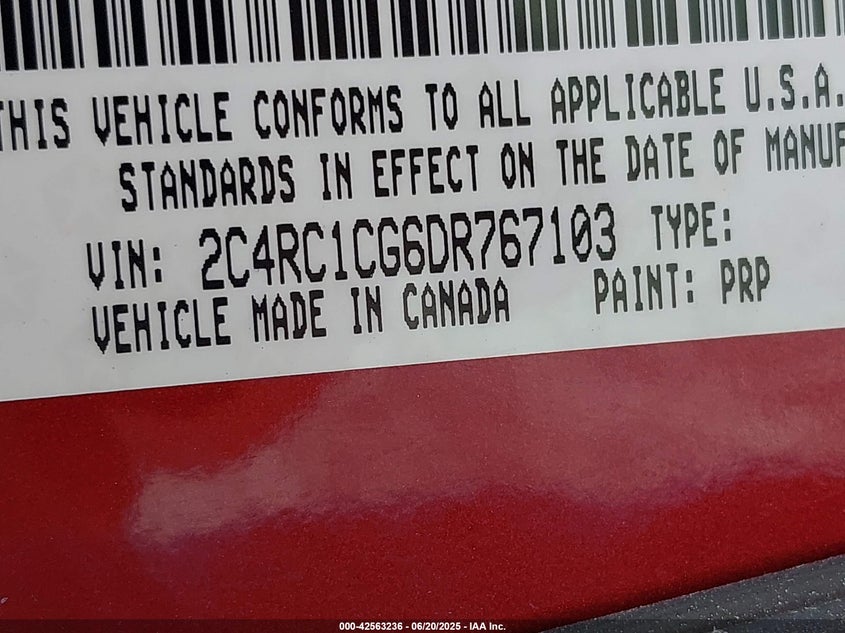 THIS VEHICLE CONFORMS TO ALL APPLICABLE U.S.A.
STANDARDS IN EFFECT ON THE DATE OF MANUF
VIN: 2C4RC1CG6DR767103 TYPE:
VEHICLE MADE IN CANADA PAINT: PRP
000-42563236 - 06/20/2025 - IAA Inc.